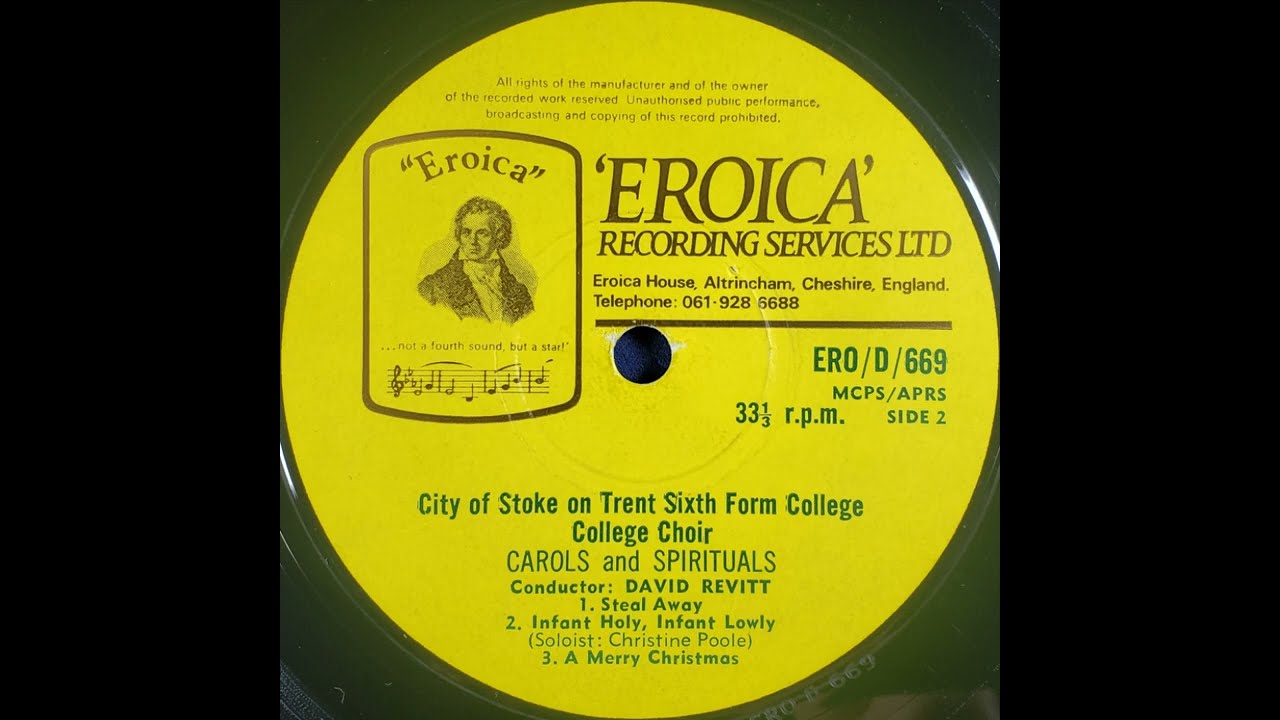 All rights of the manufacturer and of the owner
of the recorded work reserved. Unauthorised public performance,
broadcasting and copying of this record prohibited.
"Eroica"
...not a fourth sound, but a star!'
'EROICA'
RECORDING SERVICES LTD
Eroica House, Altrincham, Cheshire, England.
Telephone: 061-928 6688
ERO/D/669
MCPS/APRS
33⅓ r.p.m. SIDE 2
City of Stoke on Trent Sixth Form College
College Choir
CAROLS and SPIRITUALS
Conductor: DAVID REVITT
1. Steal Away
2. Infant Holy, Infant Lowly
(Soloist: Christine Poole)
3. A Merry Christmas
ERO D 669